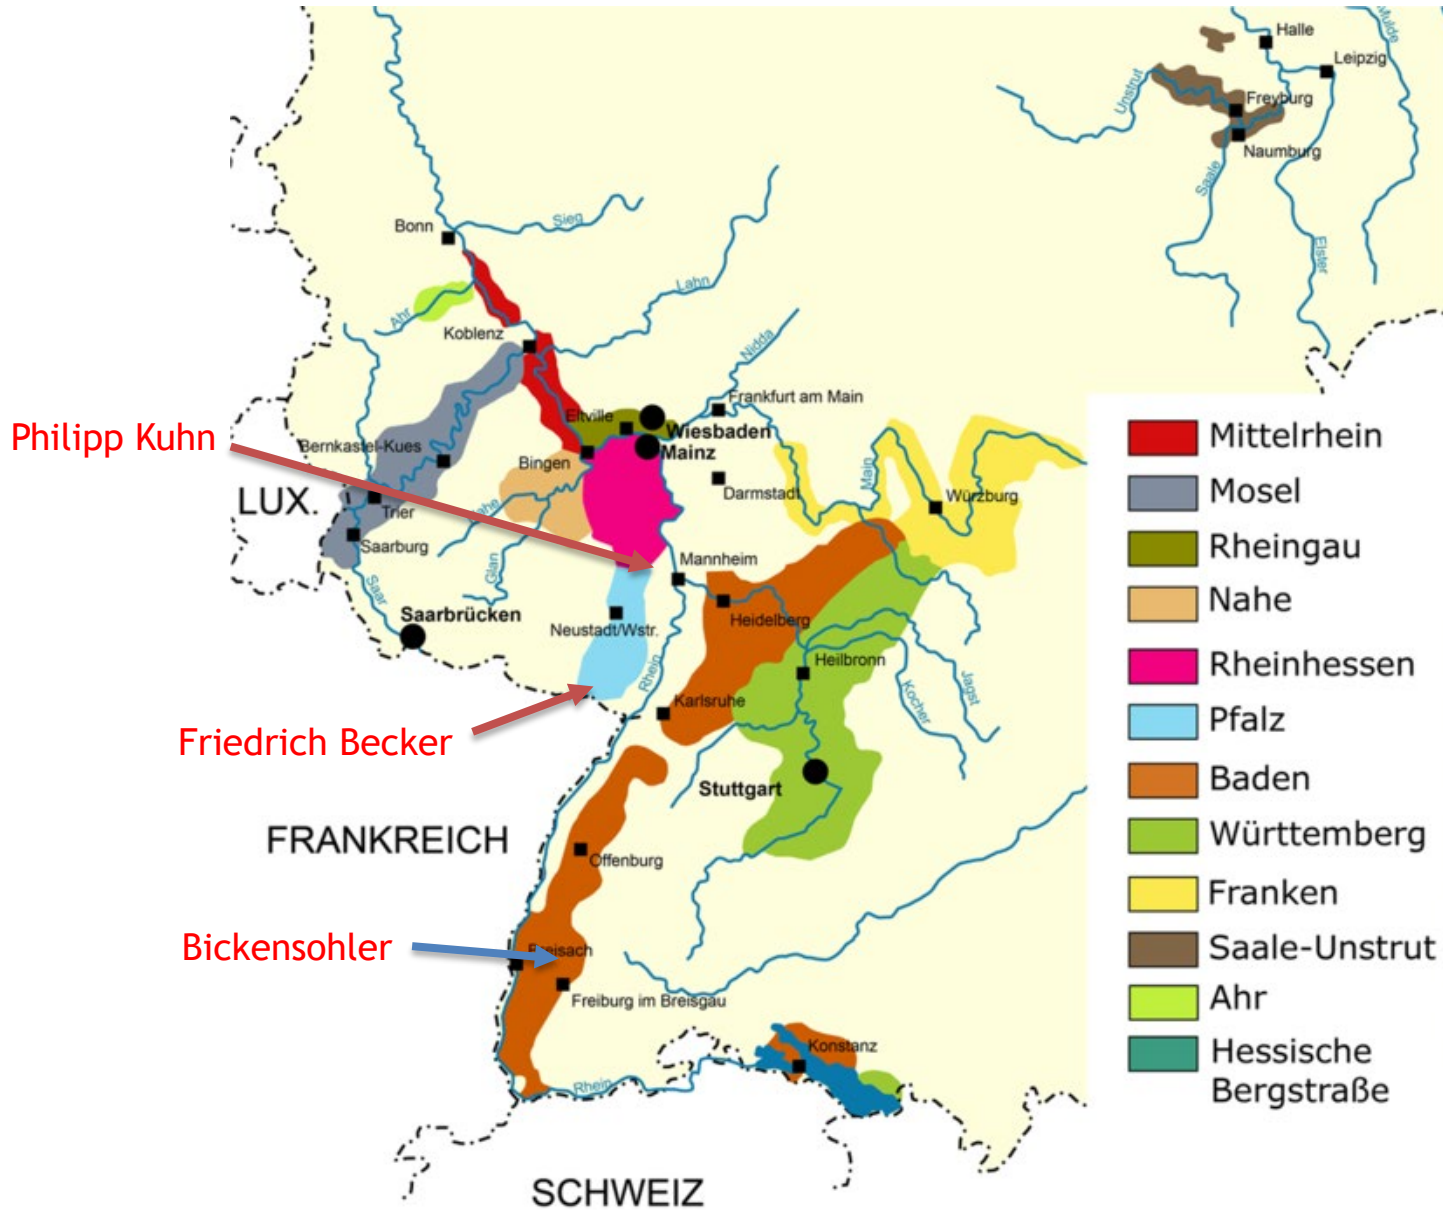 Halle
Leipzig
Mulde
Unstrut
Freyburg
Naumburg
Saale
Elster
Bonn
Sieg
Lahn
Ahr
Koblenz
Nidda
Frankfurt am Main
Eltville
Wiesbaden
Mainz
Philipp Kuhn
Bernkastel-Kues
Bingen
Darmstadt
Main
Würzburg
LUX.
Trier
Nahe
Saarburg
Glan
Mannheim
Saar
Saarbrücken
Neustadt/Wstr.
Heidelberg
Rhein
Heilbronn
Jagst
Kocher
Karlsruhe
Friedrich Becker
Stuttgart
FRANKREICH
Offenburg
Bickensohler
Breisach
Freiburg im Breisgau
Konstanz
Rhein
SCHWEIZ
Mittelrhein
Mosel
Rheingau
Nahe
Rheinhessen
Pfalz
Baden
Württemberg
Franken
Saale-Unstrut
Ahr
Hessische
Bergstraße